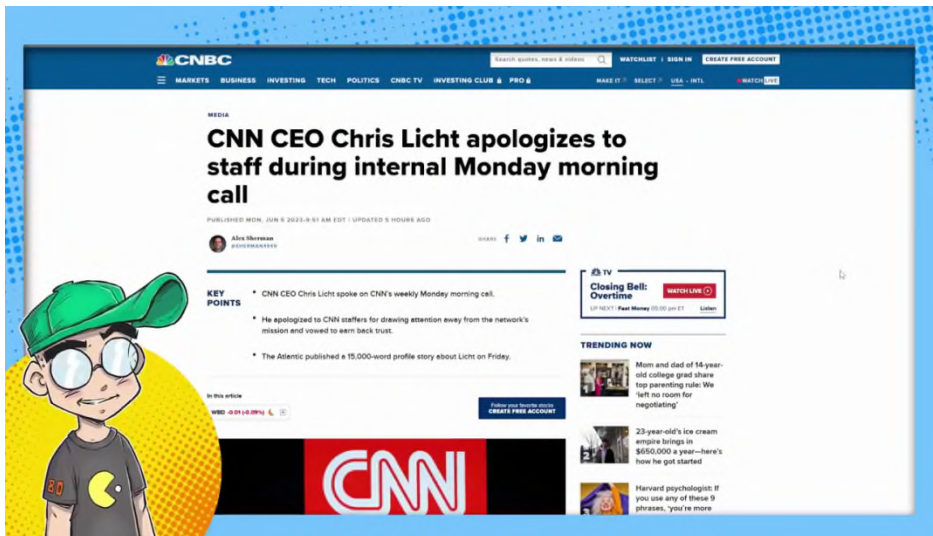 CNBC
Search quotes, news & videos
WATCHLIST | SIGN IN
CREATE FREE ACCOUNT
MARKETS BUSINESS INVESTING TECH POLITICS CNBC TV INVESTING CLUB PRO
MAKE IT SELECT USA • INTL WATCH LIVE
MEDIA
CNN CEO Chris Licht apologizes to
staff during internal Monday morning
call
PUBLISHED MON, JUN 5 2023•9:51 AM EDT | UPDATED 5 HOURS AGO
Alex Sherman
SHARE
KEY
POINTS
• CNN CEO Chris Licht spoke on CNN's weekly Monday morning call.
• He apologized to CNN staffers for drawing attention away from the network's
mission and vowed to earn back trust.
• The Atlantic published a 15,000-word profile story about Licht on Friday.
In this article
WBD -0.01 (-0.09%)
Follow your favorite stocks
CREATE FREE ACCOUNT
CNN
TV
Closing Bell:
Overtime
WATCH LIVE
UP NEXT | Fast Money 05:00 pm ET
Listen
TRENDING NOW
Mom and dad of 14-year-
old college grad share
top parenting rule: We
'left no room for
negotiating'
2
23-year-old's ice cream
empire brings in
$650,000 a year—here's
how he got started
Harvard psychologist: If
you use any of these 9
phrases, 'you're more